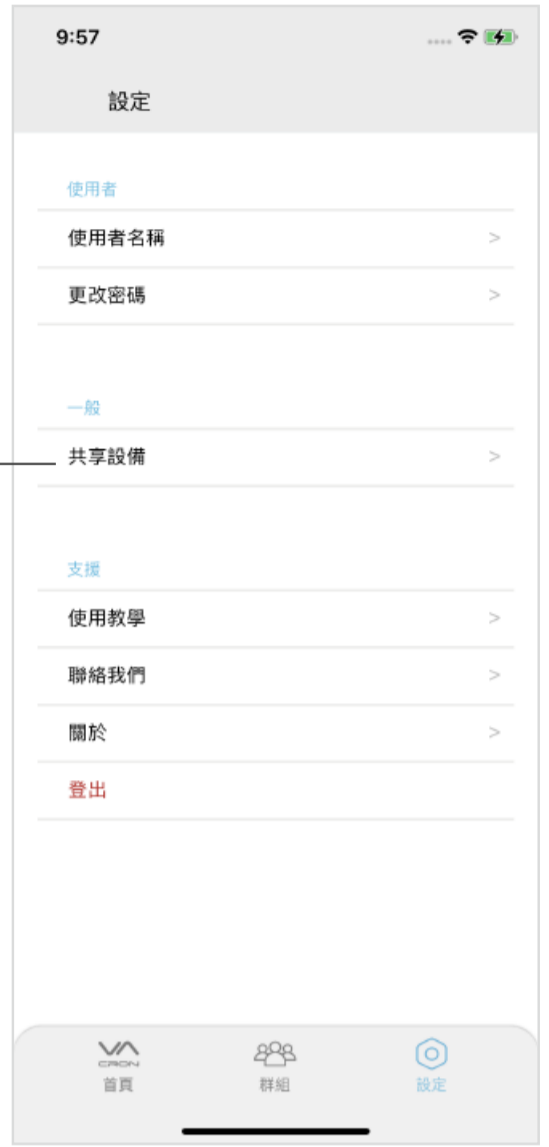 9:57
設定
使用者
使用者名稱 >
更改密碼 >
一般
共享設備 >
支援
使用教學 >
聯絡我們 >
關於 >
登出
VA
CRON
首頁
群組
設定